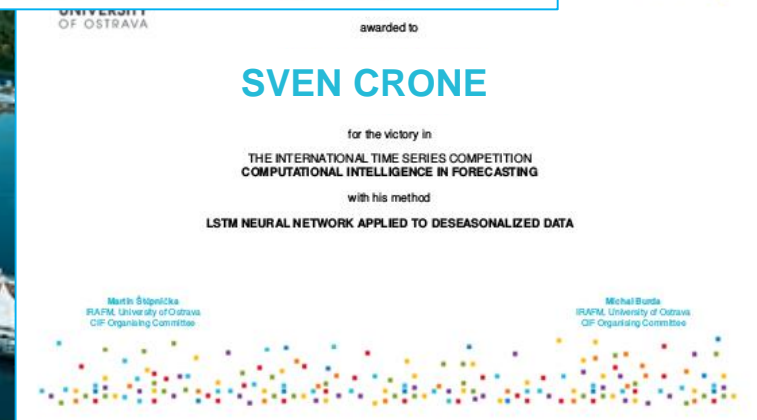 UNIVERSITY
OF OSTRAVA
awarded to
SVEN CRONE
for the victory in
THE INTERNATIONAL TIME SERIES COMPETITION
COMPUTATIONAL INTELLIGENCE IN FORECASTING
with his method
LSTM NEURAL NETWORK APPLIED TO DESEASONALIZED DATA
Martin Štěpnička
IRAFM, University of Ostrava
CIF Organising Committee
Michal Burda
IRAFM, University of Ostrava
CIF Organising Committee